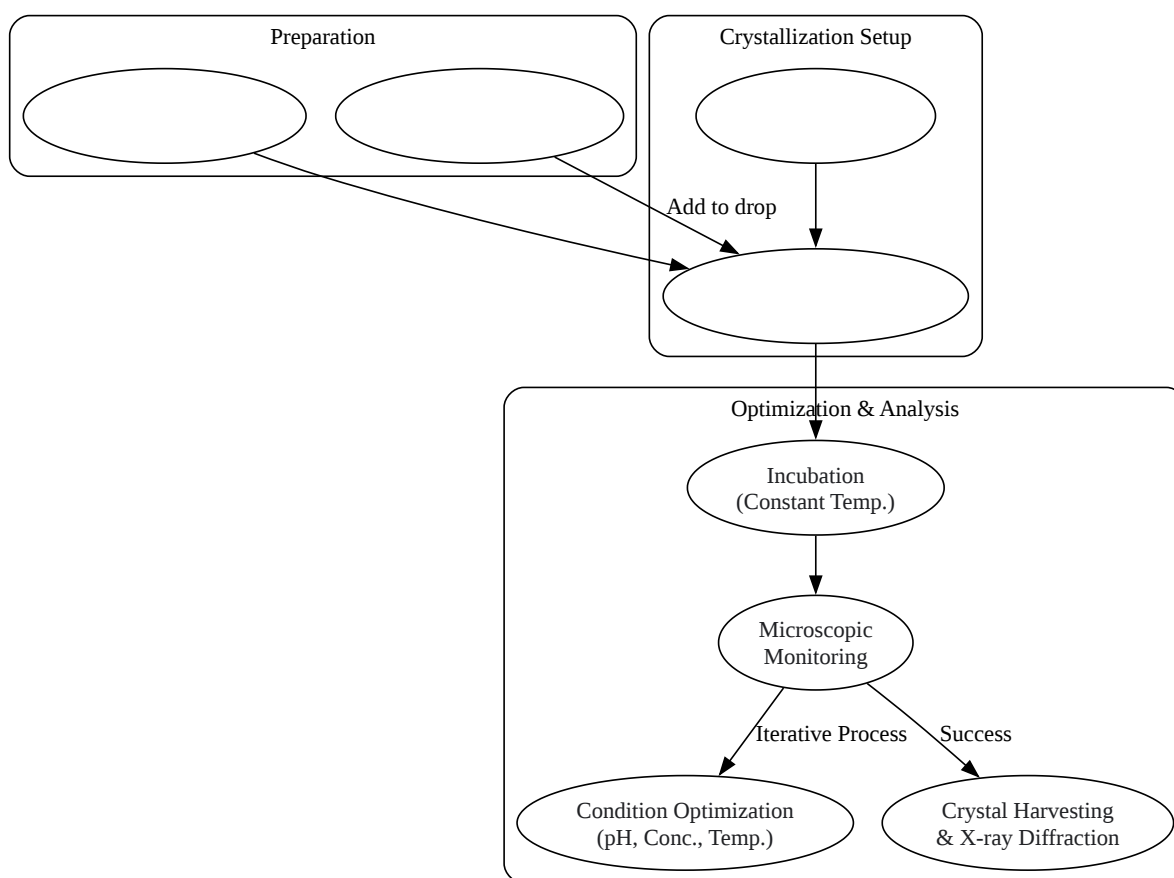 Preparation
Crystallization Setup
Add to drop
Optimization & Analysis
Incubation
(Constant Temp.)
Microscopic
Monitoring
Iterative Process
Success
Condition Optimization
(pH, Conc., Temp.)
Crystal Harvesting
& X-ray Diffraction